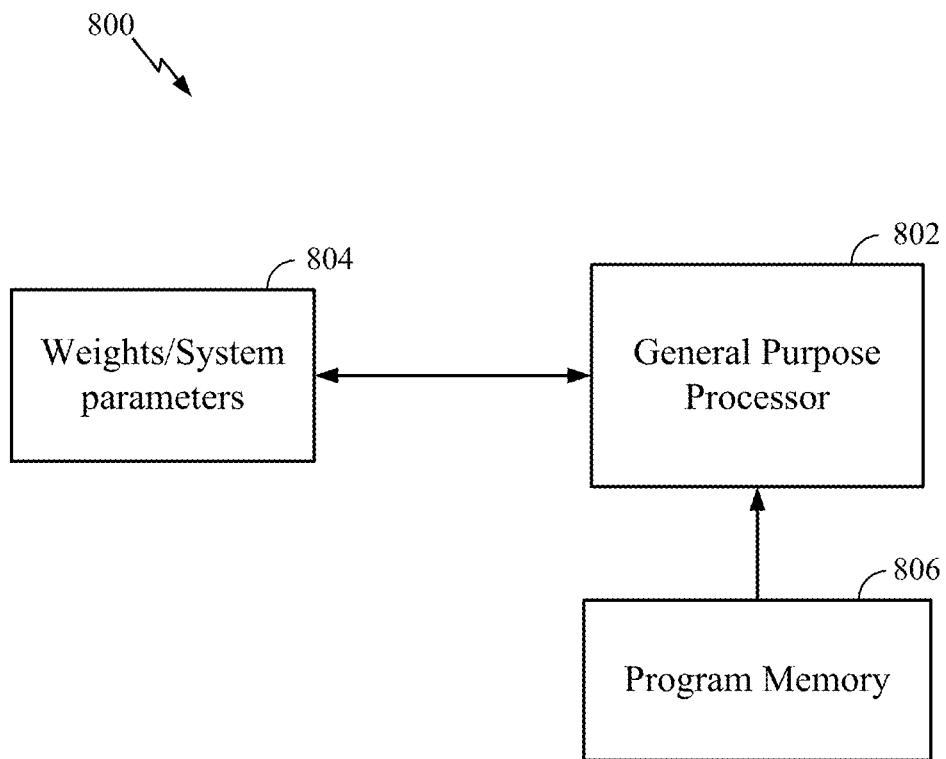 800
802
804
Weights/System
parameters
General Purpose
Processor
806
Program Memory